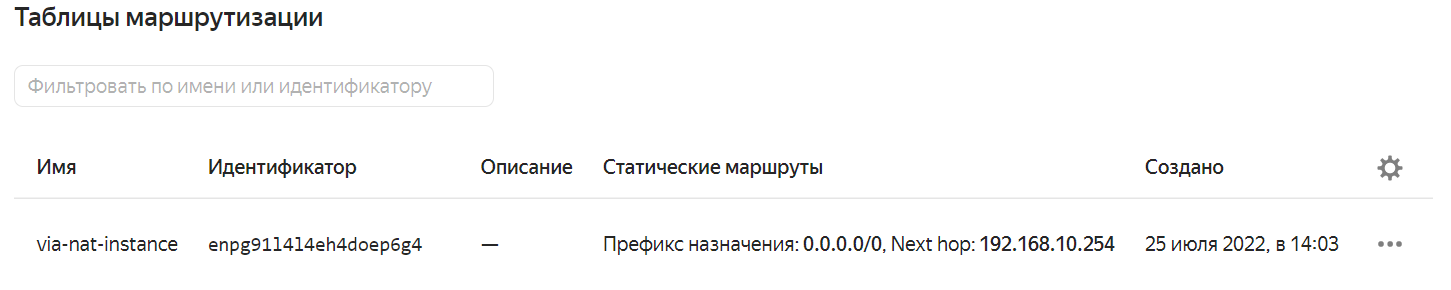 Таблицы маршрутизации
Фильтровать по имени или идентификатору
Имя Идентификатор Описание Статические маршруты Создано
via-nat-instance enpg91l4l4eh4doep6g4 — Префикс назначения: 0.0.0.0/0, Next hop: 192.168.10.254 25 июля 2022, в 14:03